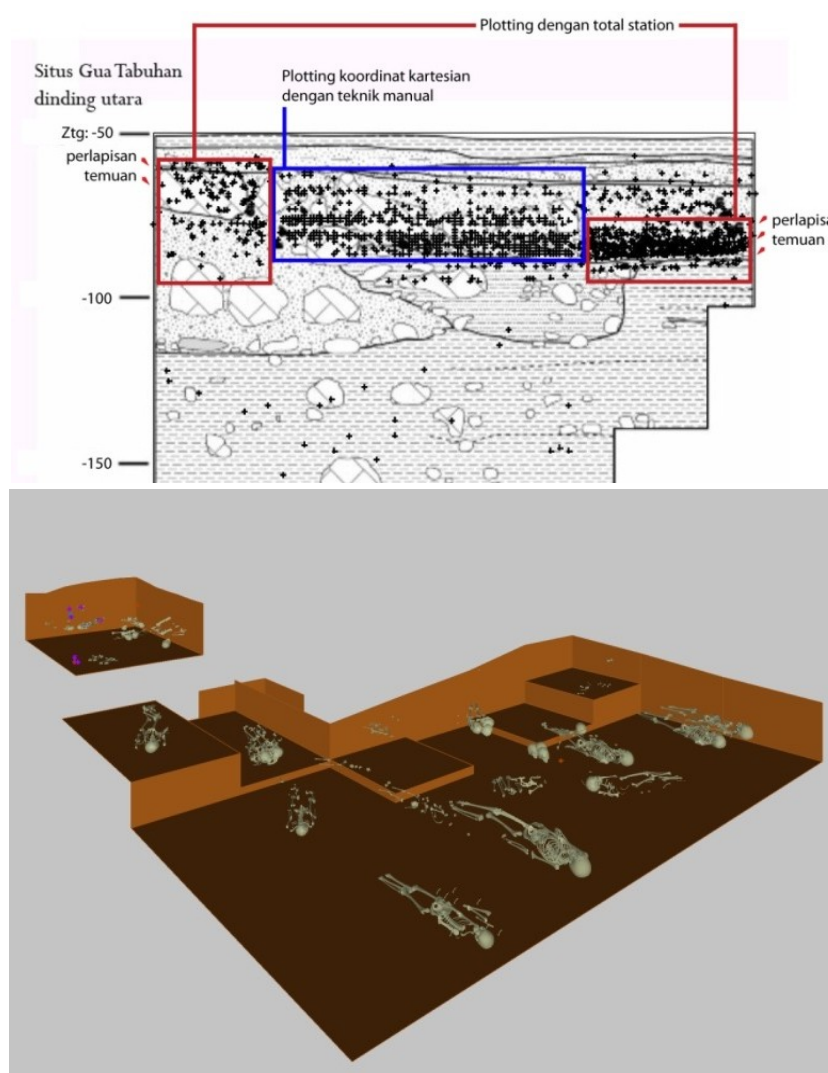 Plotting dengan total station
Situs Gua Tabuhan
dinding utara
Plotting koordinat kartesian
dengan teknik manual
Ztg: -50
perlapisan
temuan
perlapisa
temuan
-100
-150